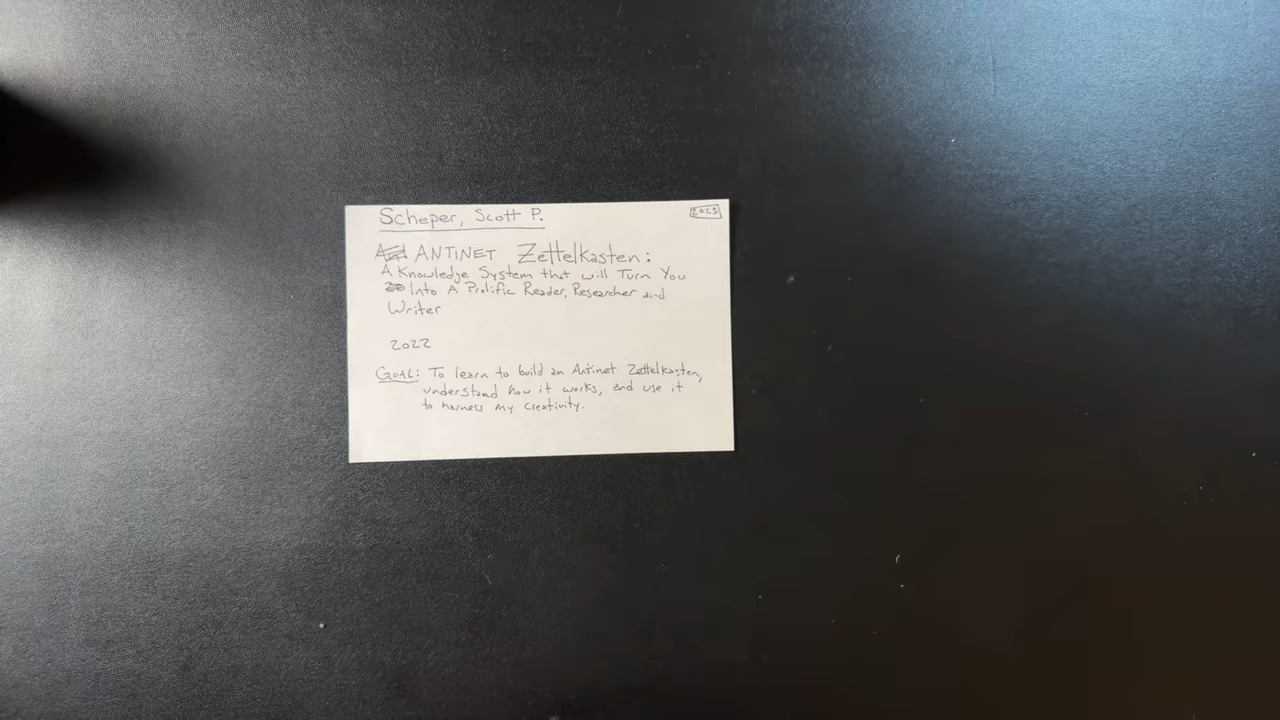 Scheper, Scott P.
2023
ANTINET Zettelkasten:
A Knowledge System that will Turn You
Into A Prolific Reader, Researcher and
Writer
2022
GOAL: To learn to build an Antinet Zettelkasten,
understand how it works, and use it
to harness my creativity.